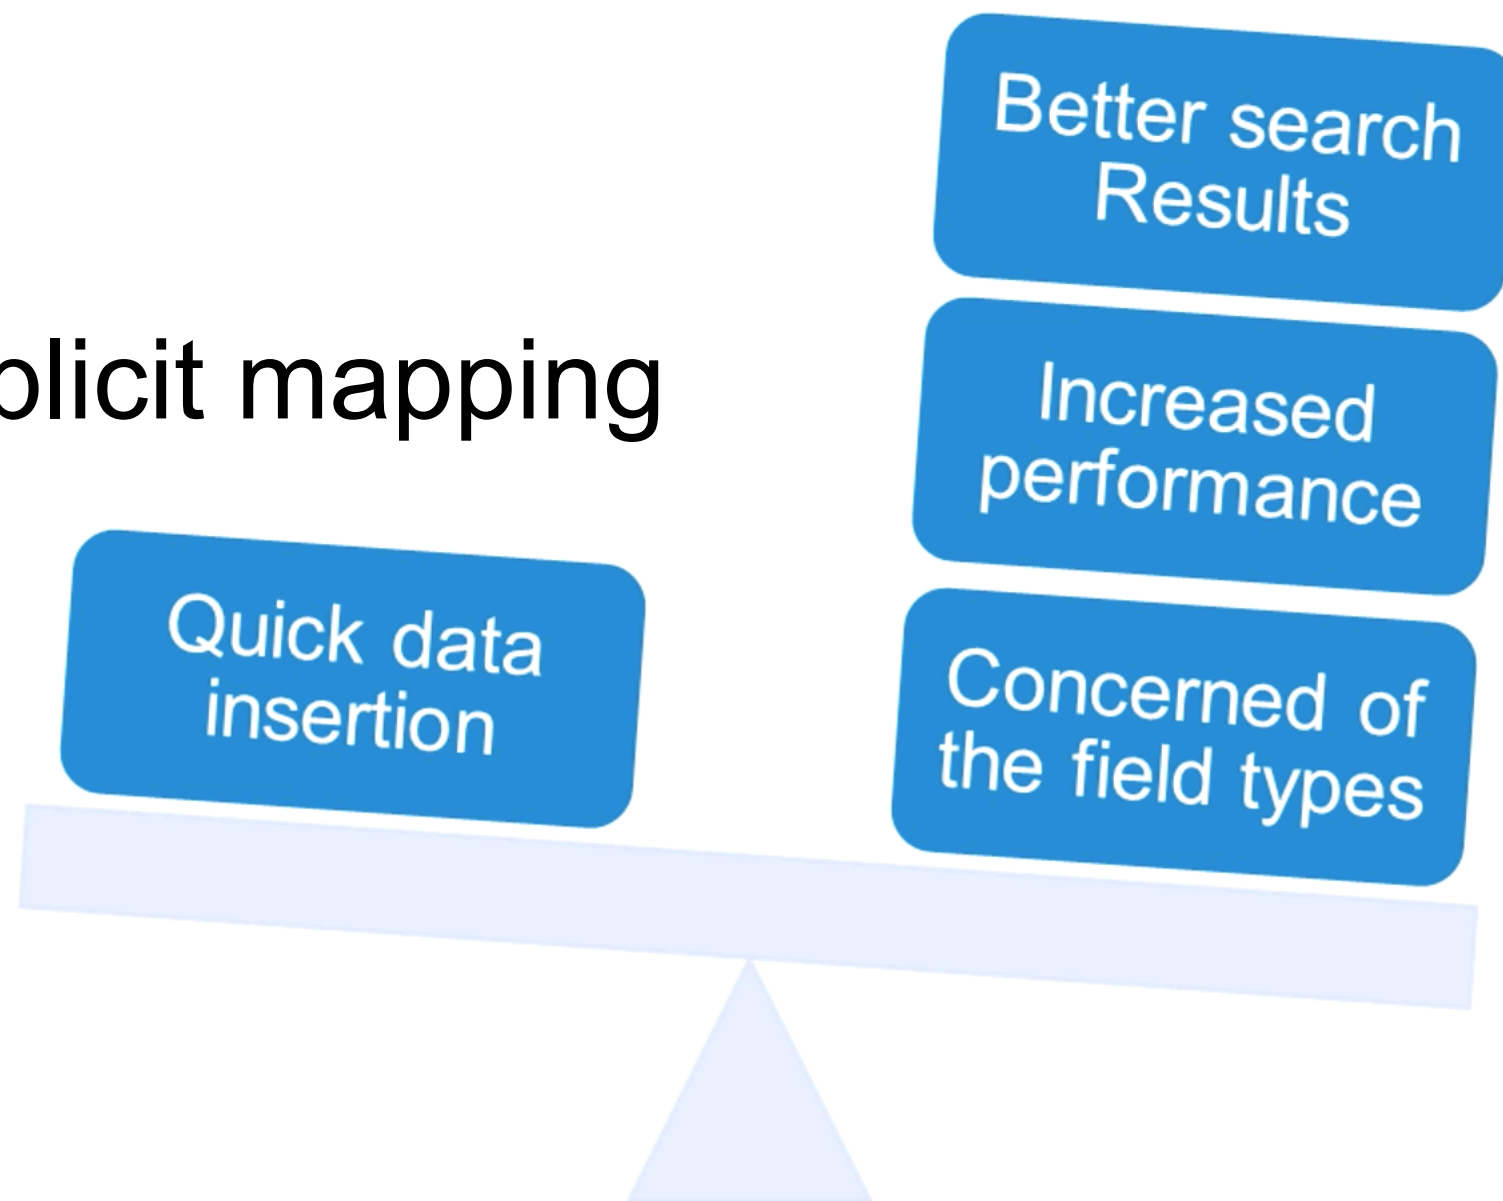 plicit mapping
Quick data
insertion
Better search
Results
Increased
performance
Concerned of
the field types